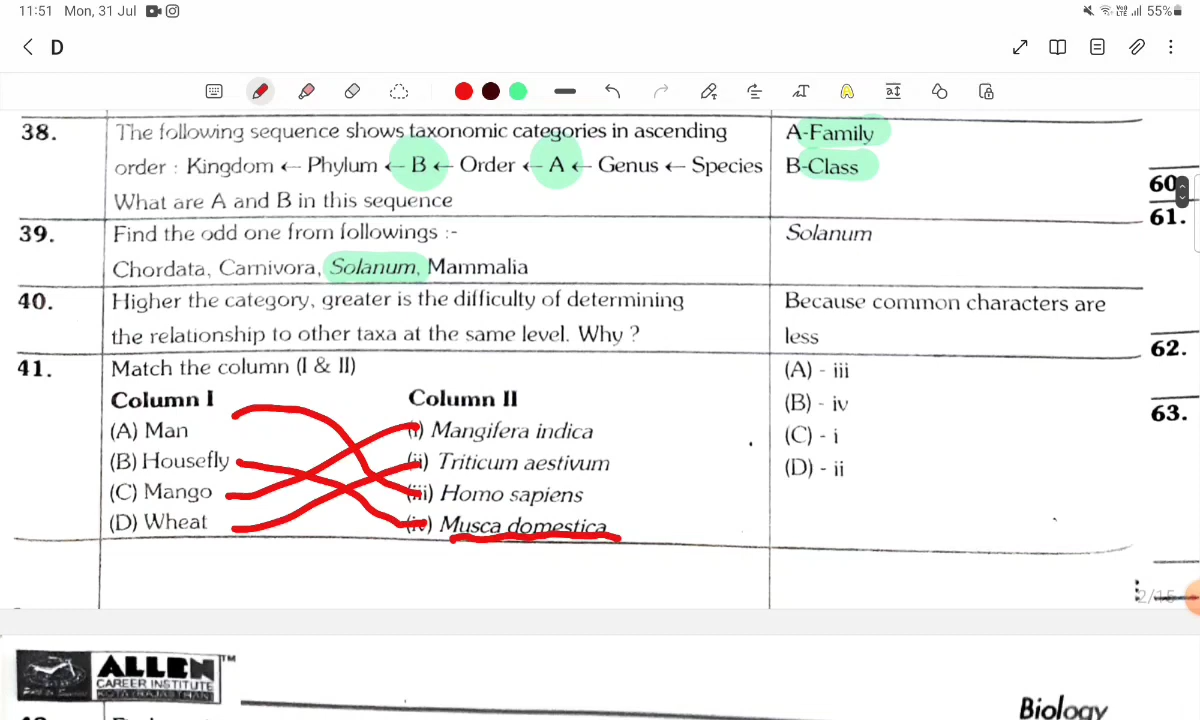 11:51 Mon, 31 Jul
55%
D
38. The following sequence shows taxonomic categories in ascending
order : Kingdom ← Phylum ← B ← Order ← A ← Genus ← Species
What are A and B in this sequence
A-Family
B-Class
39. Find the odd one from followings :-
Chordata, Carnivora, Solanum, Mammalia
Solanum
40. Higher the category, greater is the difficulty of determining
the relationship to other taxa at the same level. Why ?
Because common characters are
less
41. Match the column (I & II)
Column I Column II
(A) Man (i) Mangifera indica
(B) Housefly (ii) Triticum aestivum
(C) Mango (iii) Homo sapiens
(D) Wheat (iv) Musca domestica
(A) - iii
(B) - iv
(C) - i
(D) - ii
60
61.
62.
63.
2/15
ALLEN TM
CAREER INSTITUTE
KOTA (RAJASTHAN)
Biology